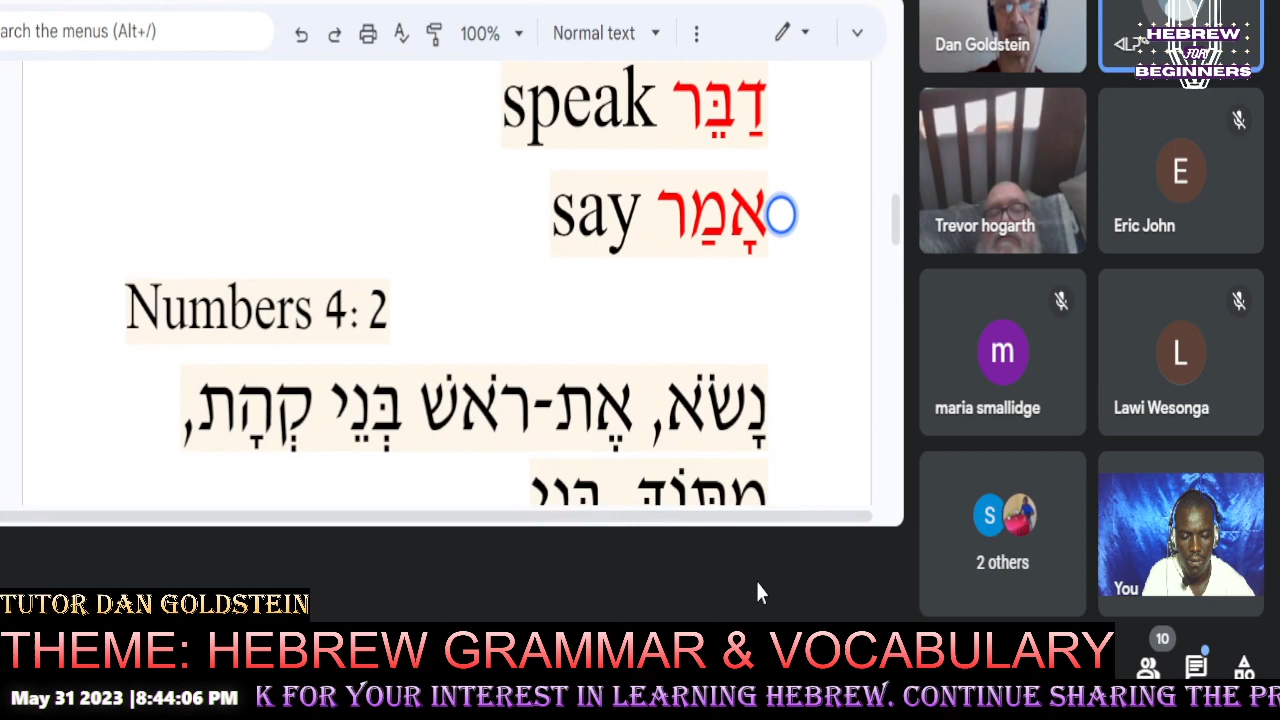 arch the menus (Alt+/)
100%
Normal text
speak דַבֵּר
say אָמַר
Numbers 4: 2
נָשֹׂא, אֶת-רֹאשׁ בְּנֵי קְהָת,
מִתּוֹךְ, בְּנֵי
Dan Goldstein
HEBREW
FOR
BEGINNERS
Trevor hogarth
E
Eric John
m
maria smallidge
L
Lawi Wesonga
S
2 others
You
10
TUTOR DAN GOLDSTEIN
THEME: HEBREW GRAMMAR & VOCABULARY
May 31 2023 |8:44:06 PM
K FOR YOUR INTEREST IN LEARNING HEBREW. CONTINUE SHARING THE PR